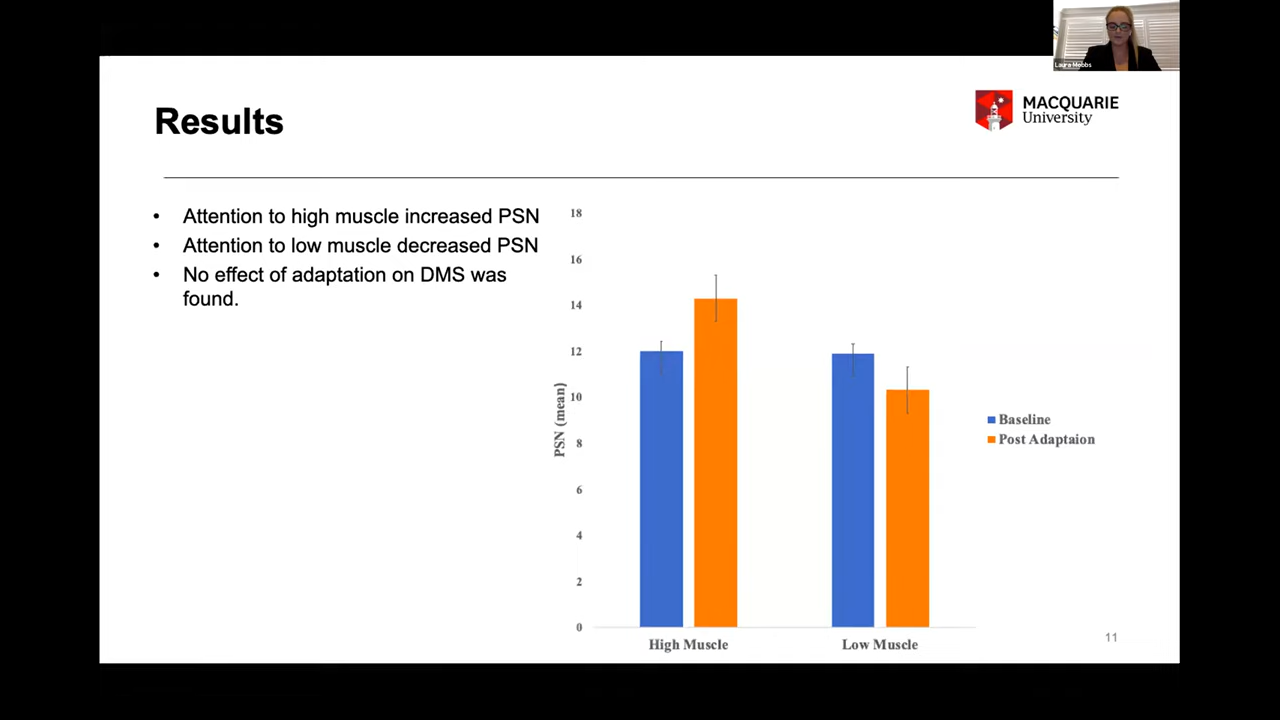 Laura Mobbs
Results
MACQUARIE
University
• Attention to high muscle increased PSN
• Attention to low muscle decreased PSN
• No effect of adaptation on DMS was
found.
18
16
14
12
10
8
6
4
2
0
PSN (mean)
High Muscle
Low Muscle
Baseline
Post Adaptaion
11